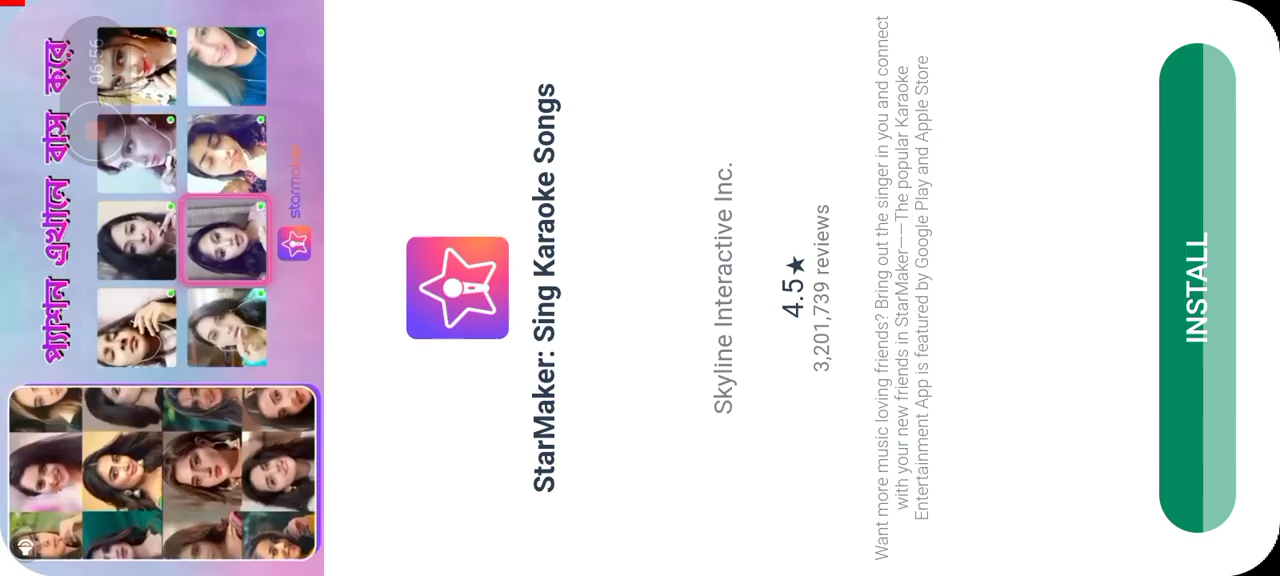 প্যাশন এখানে বাস করে
06:56
starmaker
StarMaker: Sing Karaoke Songs
Skyline Interactive Inc.
4.5★
3,201,739 reviews
Want more music loving friends? Bring out the singer in you and connect
with your new friends in StarMaker——The popular Karaoke
Entertainment App is featured by Google Play and Apple Store
INSTALL